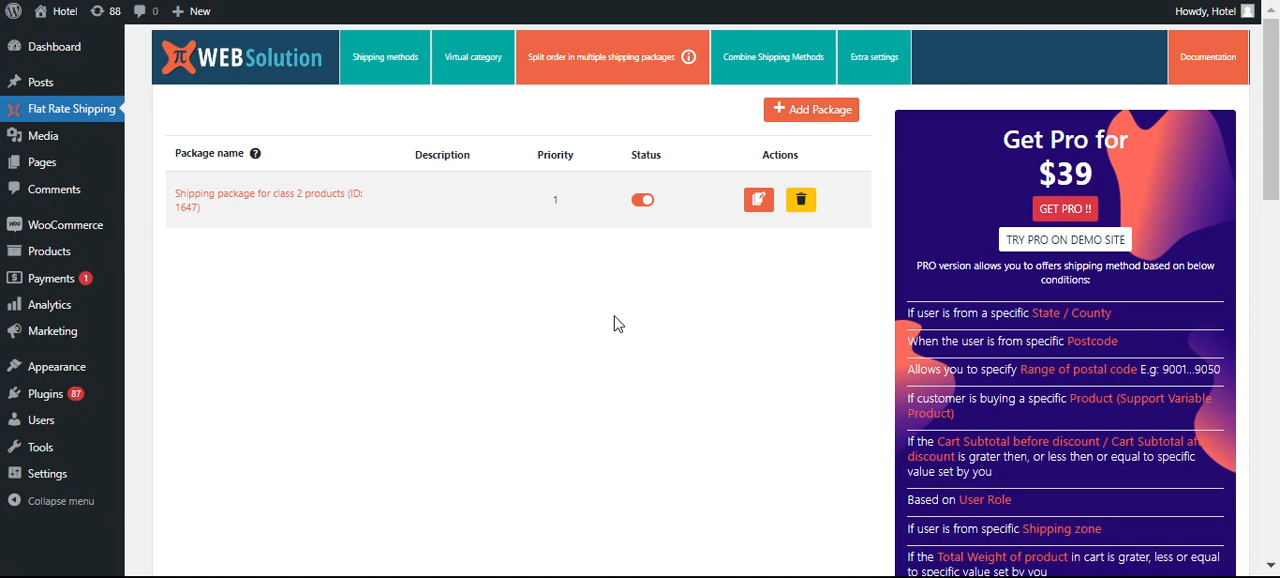 Hotel 88 0 + New Howdy, Hotel
Dashboard
Posts
Flat Rate Shipping
Media
Pages
Comments
WooCommerce
Products
Payments 1
Analytics
Marketing
Appearance
Plugins 87
Users
Tools
Settings
Collapse menu
π WEBSolution
Shipping methods
Virtual category
Split order in multiple shipping packages
Combine Shipping Methods
Extra settings
Documentation
+ Add Package
Package name ? Description Priority Status Actions
Shipping package for class 2 products (ID:
1647)
1
Get Pro for
$39
GET PRO !!
TRY PRO ON DEMO SITE
PRO version allows you to offers shipping method based on below
conditions:
If user is from a specific State / County
When the user is from specific Postcode
Allows you to specify Range of postal code E.g: 9001...9050
If customer is buying a specific Product (Support Variable
Product)
If the Cart Subtotal before discount / Cart Subtotal after
discount is grater then, or less then or equal to specific
value set by you
Based on User Role
If user is from specific Shipping zone
If the Total Weight of product in cart is grater, less or equal
to specific value set by you